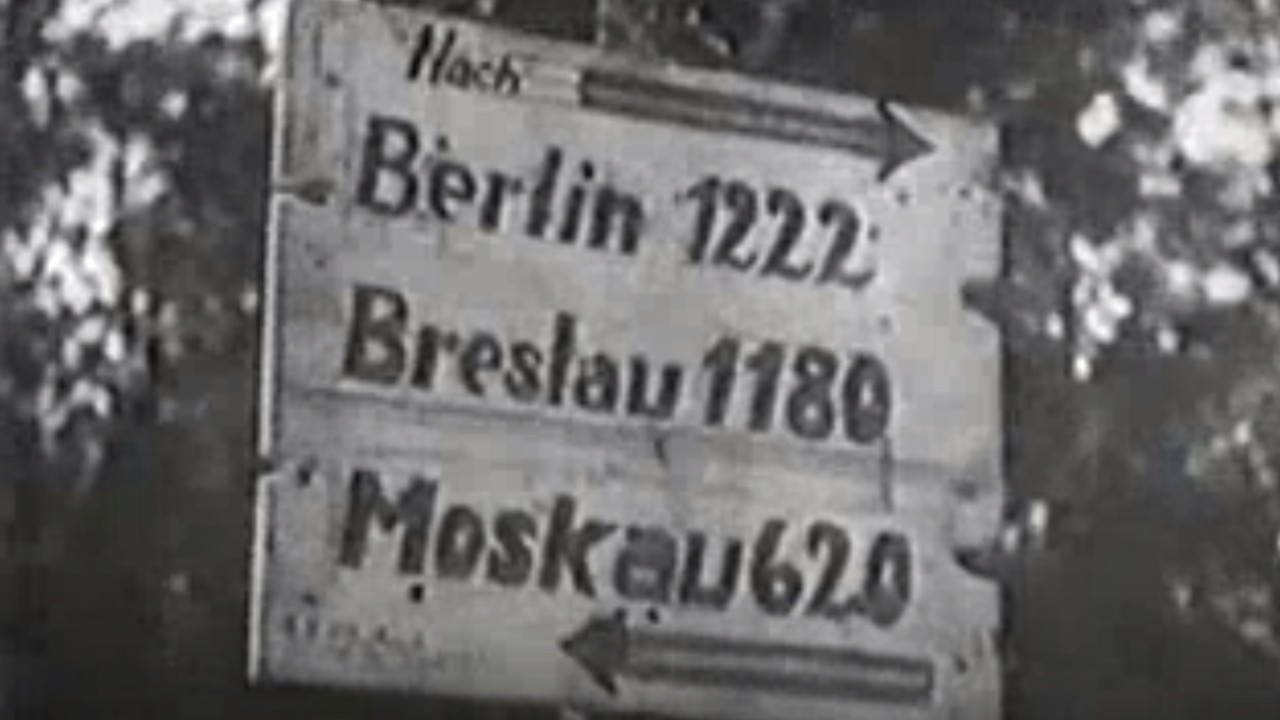 Nach
Berlin 1222
Breslau 1180
Moskau 620